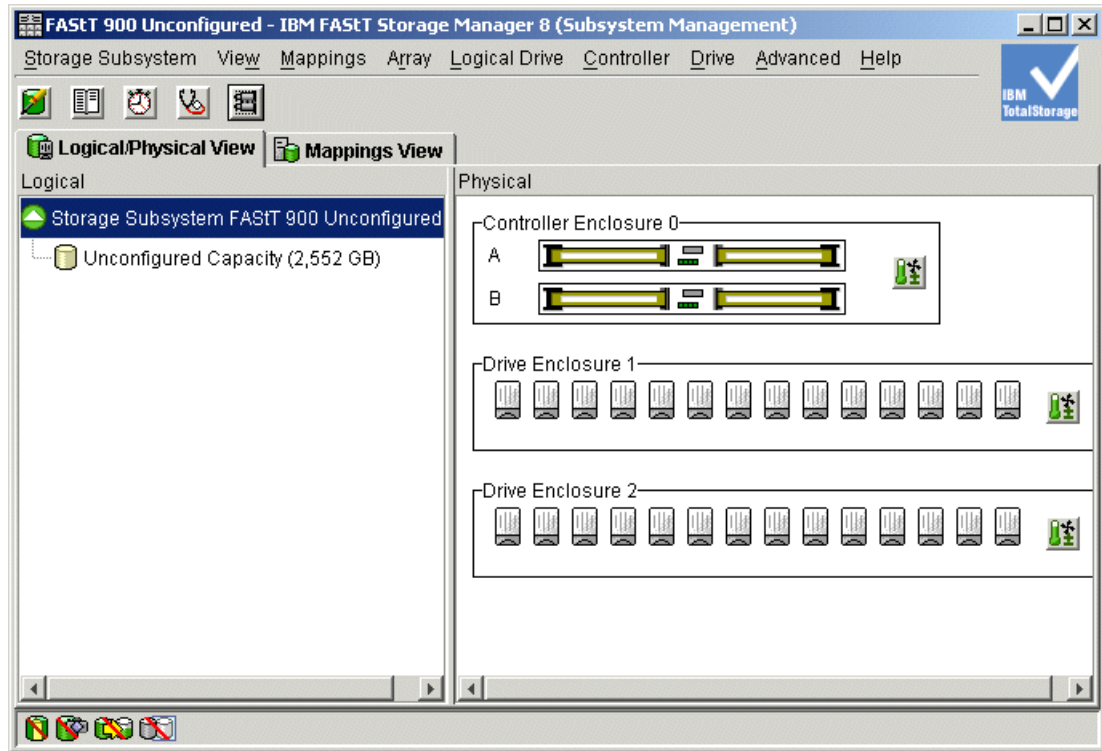 FAStT 900 Unconfigured - IBM FAStT Storage Manager 8 (Subsystem Management)
Storage Subsystem View Mappings Array Logical Drive Controller Drive Advanced Help
IBM
TotalStorage
Logical/Physical View Mappings View
Logical
Storage Subsystem FAStT 900 Unconfigured
Unconfigured Capacity (2,552 GB)
Physical
Controller Enclosure 0
A
B
Drive Enclosure 1
Drive Enclosure 2